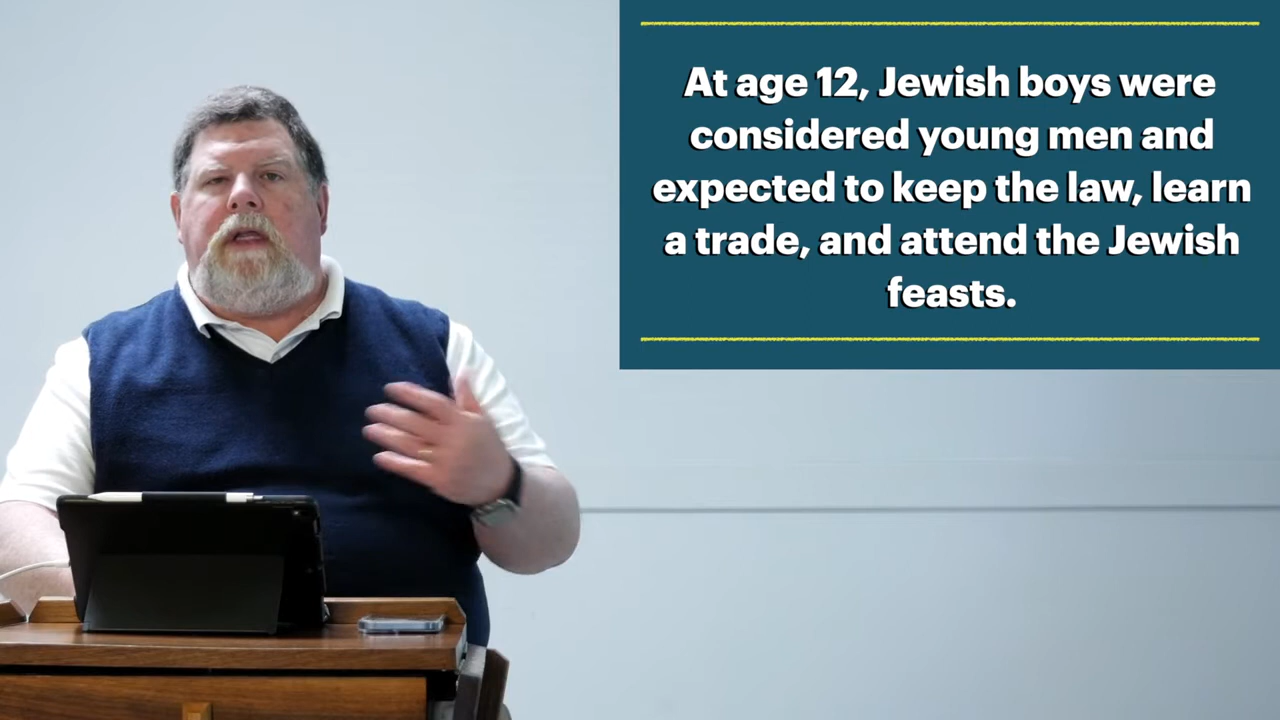 At age 12, Jewish boys were
considered young men and
expected to keep the law, learn
a trade, and attend the Jewish
feasts.